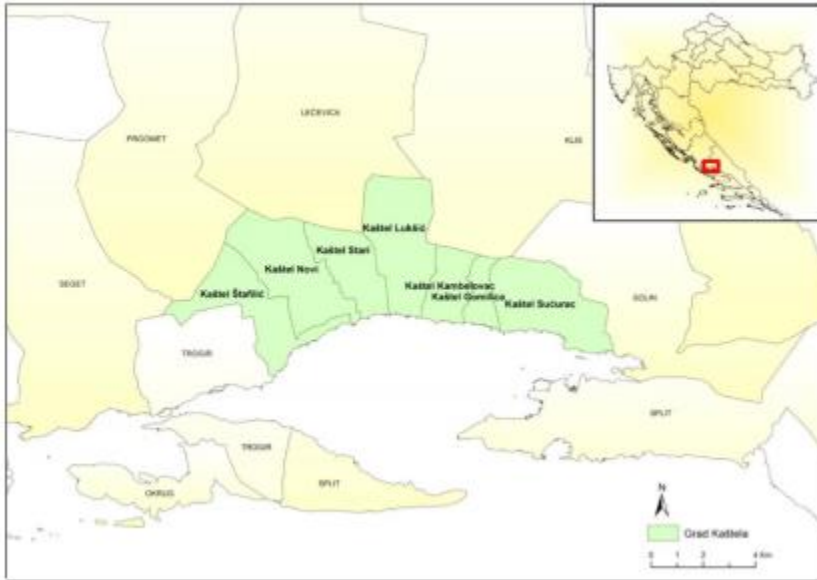 PRGOMET
LEĆEVICA
KLIS
Kaštel Lukšić
Kaštel Stari
Kaštel Novi
Kaštel Štafilić
Kaštel Kambelovac
Kaštel Gomilica
Kaštel Sućurac
SEGET
SOLIN
TROGIR
SPLIT
TROGIR
OKRUG
SPLIT
N
Grad Kaštela
0 1 2 4 Km